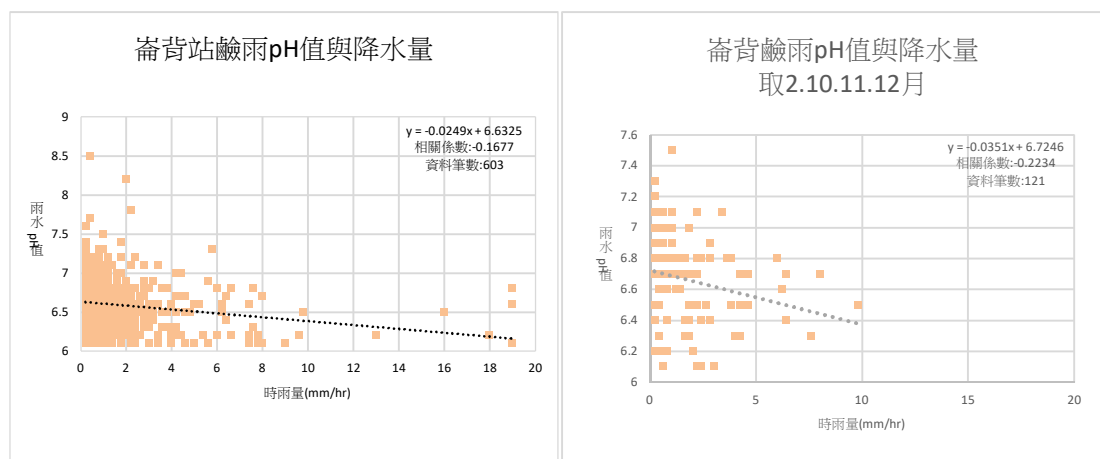 崙背站鹼雨pH值與降水量
y = -0.0249x + 6.6325
相關係數:-0.1677
資料筆數:603
雨水pH值
9
8.5
8
7.5
7
6.5
6
0 2 4 6 8 10 12 14 16 18 20
時雨量(mm/hr)
崙背鹼雨pH值與降水量
取2.10.11.12月
y = -0.0351x + 6.7246
相關係數:-0.2234
資料筆數:121
雨水pH值
7.6
7.4
7.2
7
6.8
6.6
6.4
6.2
6
0 5 10 15 20
時雨量(mm/hr)